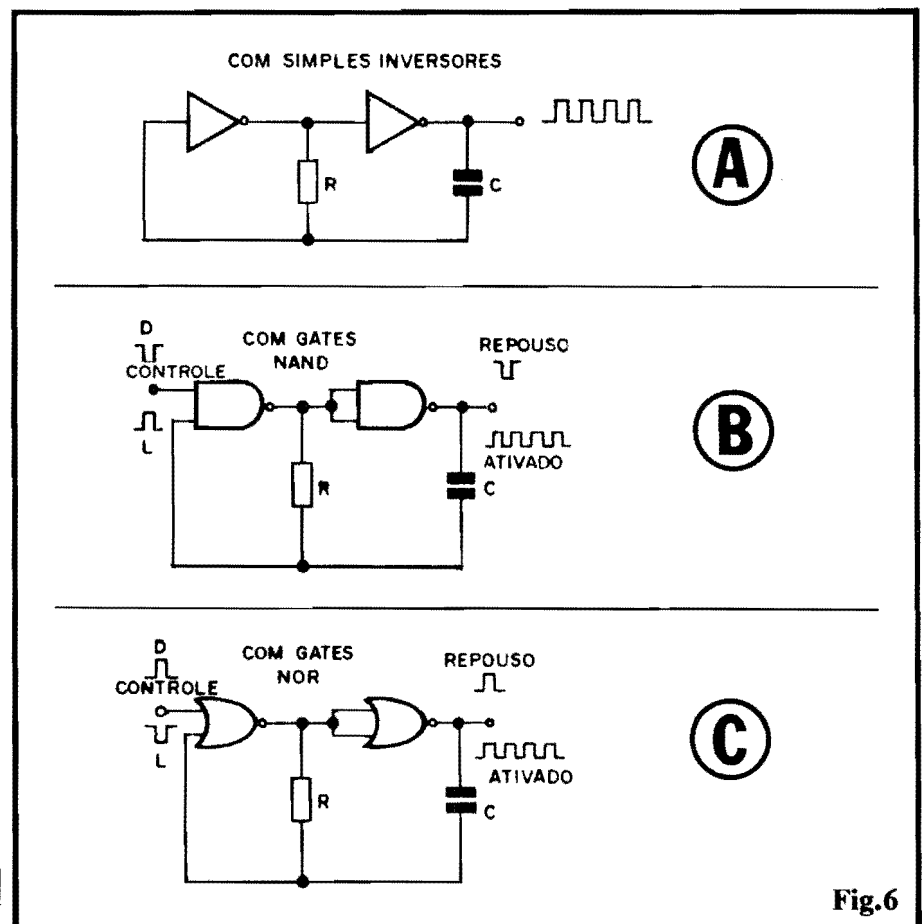 COM SIMPLES INVERSORES
R
C
A
D
CONTROLE
L
COM GATES
NAND
REPOUSO
ATIVADO
R
C
B
D
CONTROLE
L
COM GATES
NOR
REPOUSO
ATIVADO
R
C
C
Fig.6